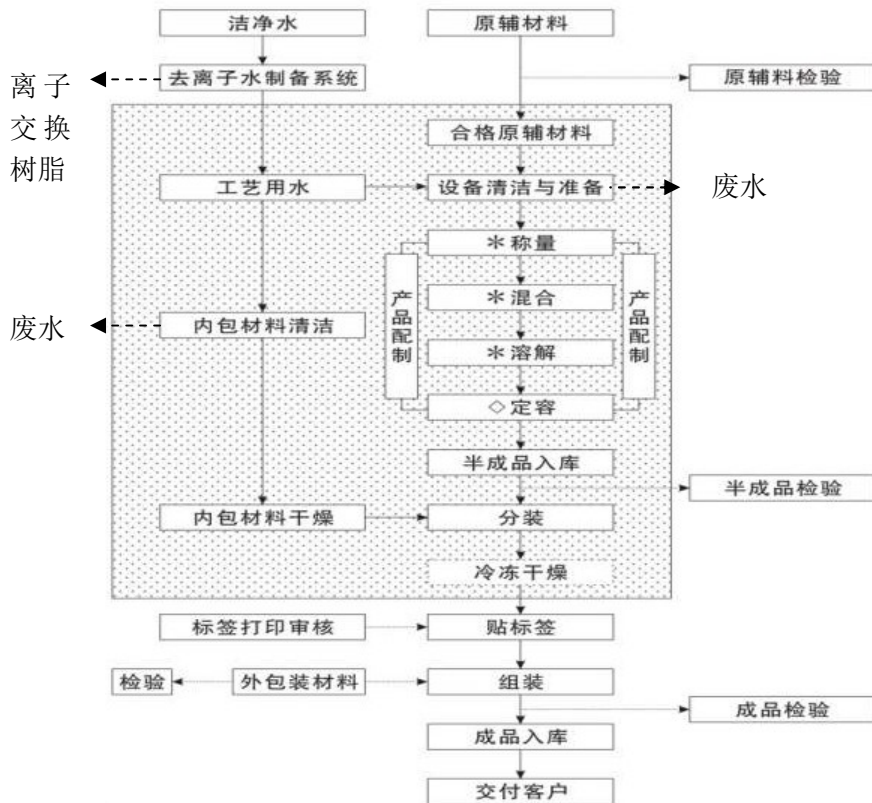 洁净水
原辅材料
离子
交换
树脂
去离子水制备系统
原辅料检验
合格原辅材料
工艺用水
设备清洁与准备
废水
*称量
产品配制
产品配制
*混合
废水
内包材料清洁
*溶解
◇定容
半成品入库
半成品检验
内包材料干燥
分装
冷冻干燥
标签打印审核
贴标签
检验
外包装材料
组装
成品检验
成品入库
交付客户